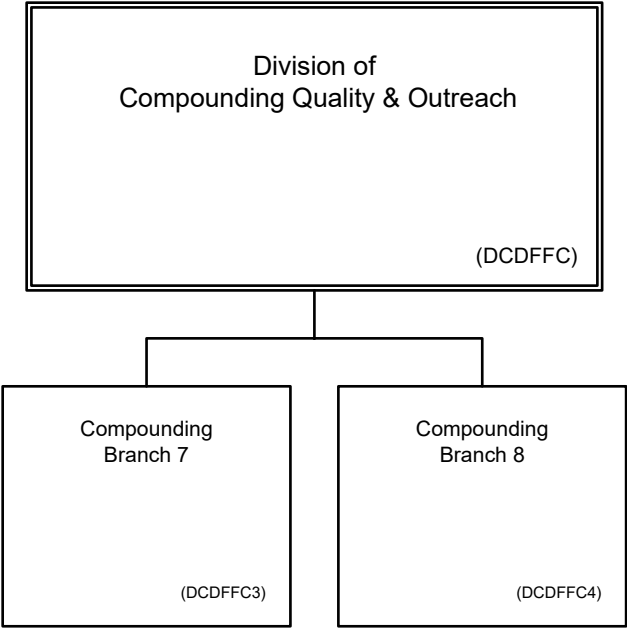 Division of
Compounding Quality & Outreach
(DCDFFC)
Compounding
Branch 7
(DCDFFC3)
Compounding
Branch 8
(DCDFFC4)